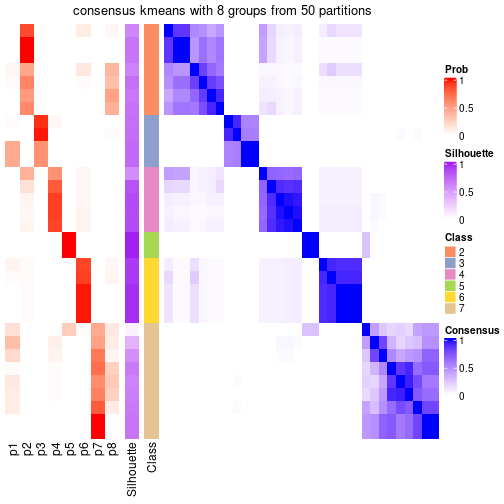 consensus kmeans with 8 groups from 50 partitions
Prob
1
0.5
0
Silhouette
1
0.5
0
Class
2
3
4
5
6
7
Consensus
1
0.5
0
p1
p2
p3
p4
p5
p6
p7
p8
Silhouette
Class